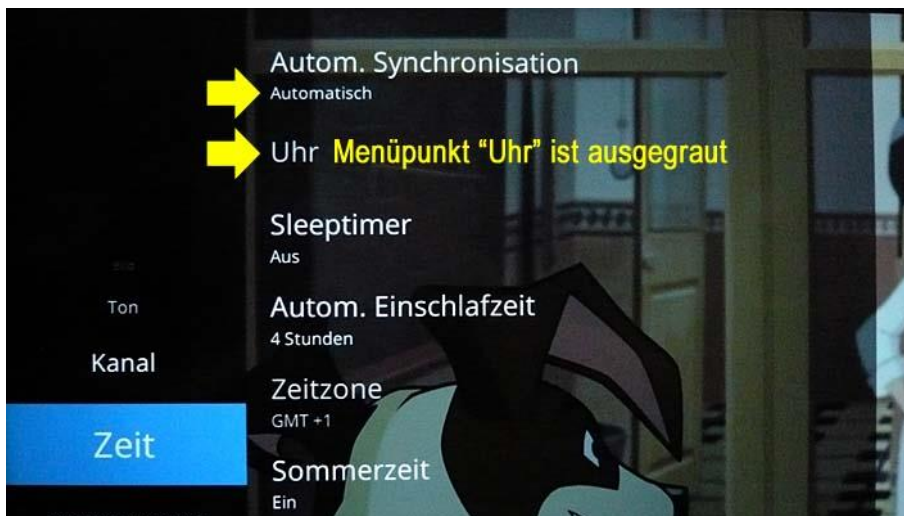 Autom. Synchronisation
Automatisch
Uhr Menüpunkt “Uhr” ist ausgegraut
Sleeptimer
Aus
Autom. Einschlafzeit
4 Stunden
Zeitzone
GMT +1
Sommerzeit
Ein
Bild
Ton
Kanal
Zeit